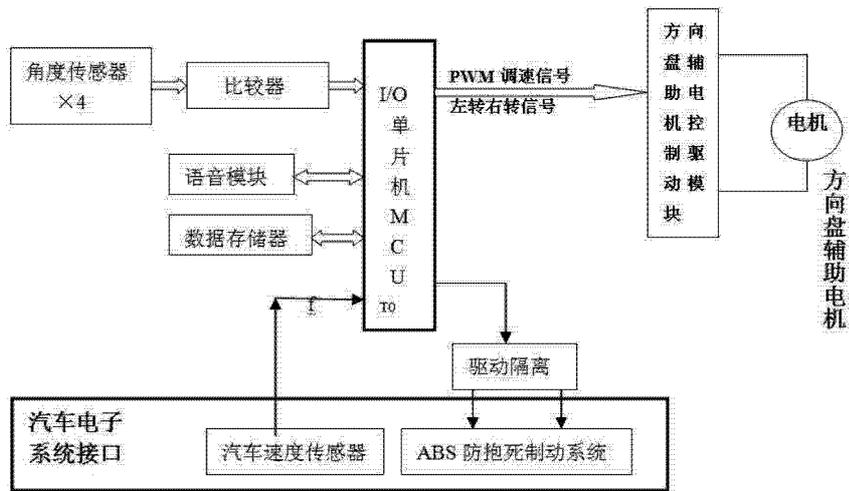 角度传感器
×4
比较器
I/O
单
片
机
M
C
U
T0
语音模块
数据存储器
f
PWM 调速信号
左转右转信号
方 向
盘 辅
助 电
机 控
制 驱
动 模
块
电机
方向盘辅助电机
驱动隔离
汽车电子
系统接口
汽车速度传感器
ABS 防抱死制动系统